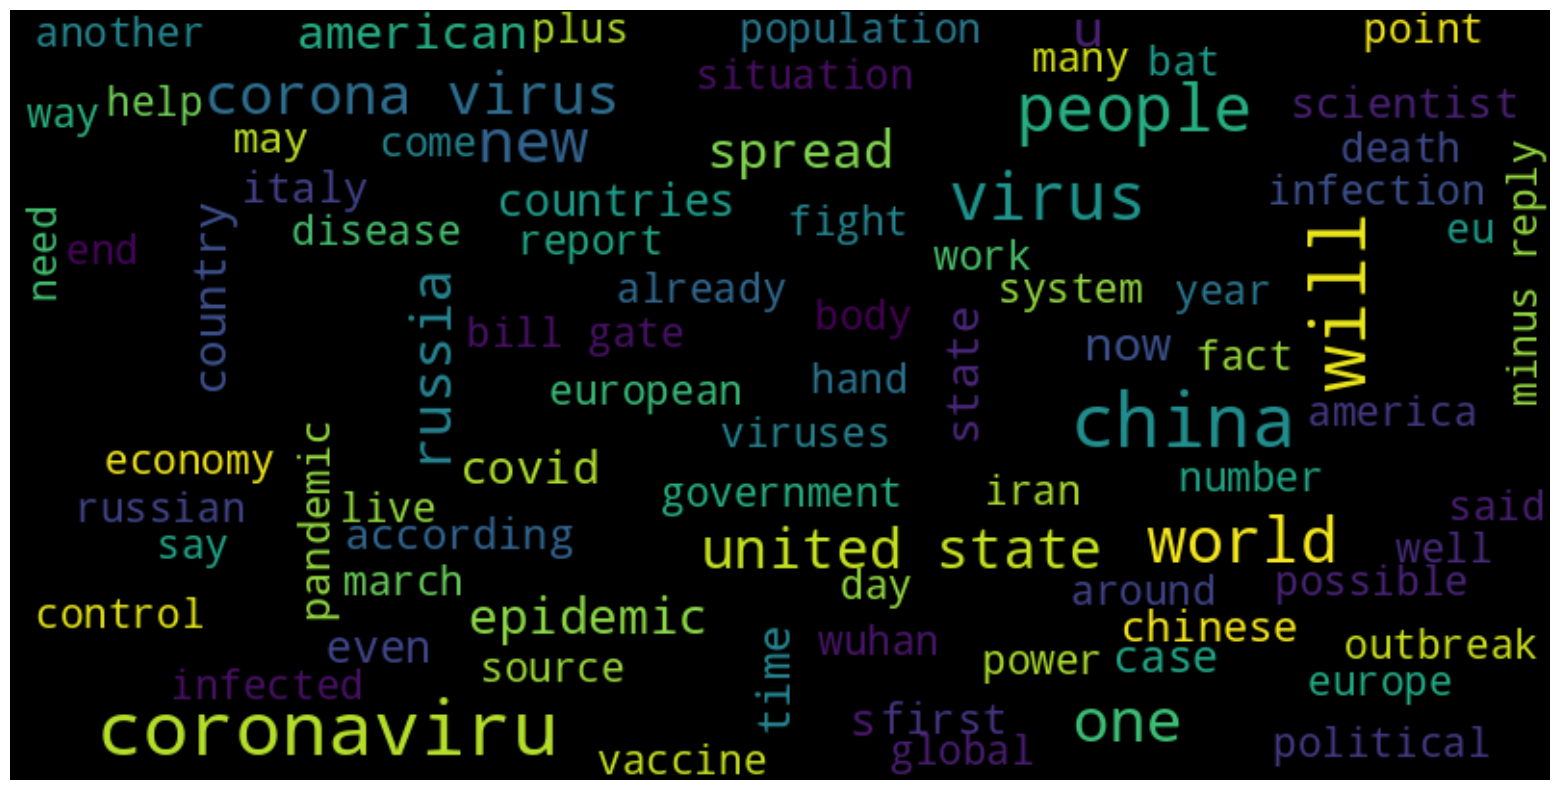 another
american
plus
population
u
point
many
bat
situation
way
help
corona virus
people
scientist
may
come
new
spread
death
minus reply
italy
countries
virus
infection
need
end
country
disease
report
fight
work
eu
will
russia
already
system
year
bill gate
body
state
now
fact
european
hand
china
america
viruses
economy
pandemic
covid
number
russian
live
government
iran
said
say
according
united state
world
well
march
day
around
possible
control
epidemic
chinese
even
time
wuhan
outbreak
source
power
case
infected
europe
coronaviru
s
first
one
vaccine
global
political